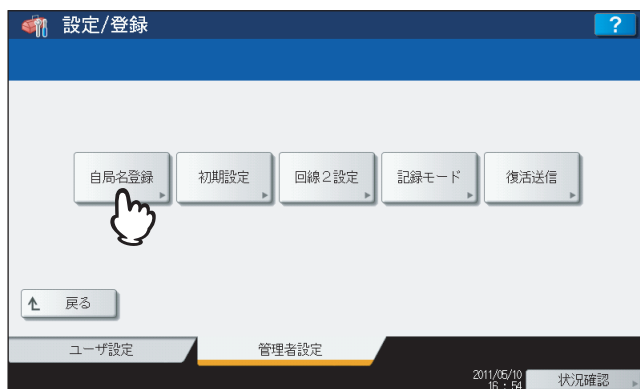 設定/登録
?
自局名登録
初期設定
回線2設定
記録モード
復活送信
戻る
ユーザ設定
管理者設定
2011/05/10
16 : 54
状況確認